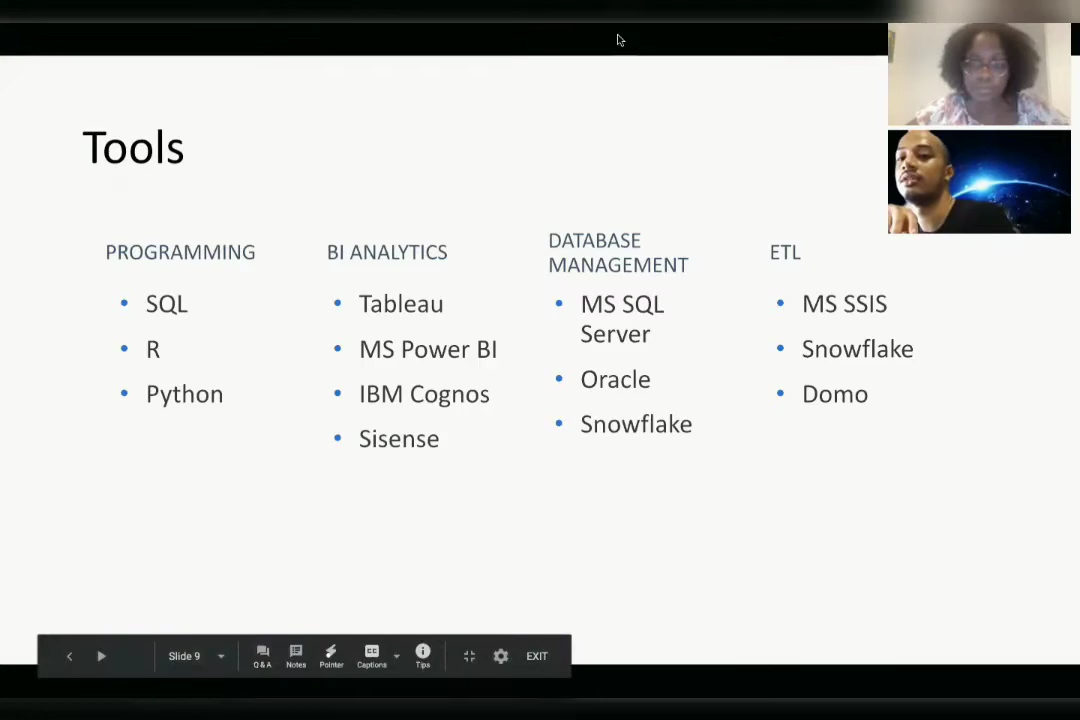 Tools
PROGRAMMING
SQL
R
Python
BI ANALYTICS
Tableau
MS Power BI
IBM Cognos
Sisense
DATABASE
MANAGEMENT
MS SQL
Server
Oracle
Snowflake
ETL
MS SSIS
Snowflake
Domo
Slide 9
Q & A
Notes
Pointer
CC
Captions
Tips
EXIT